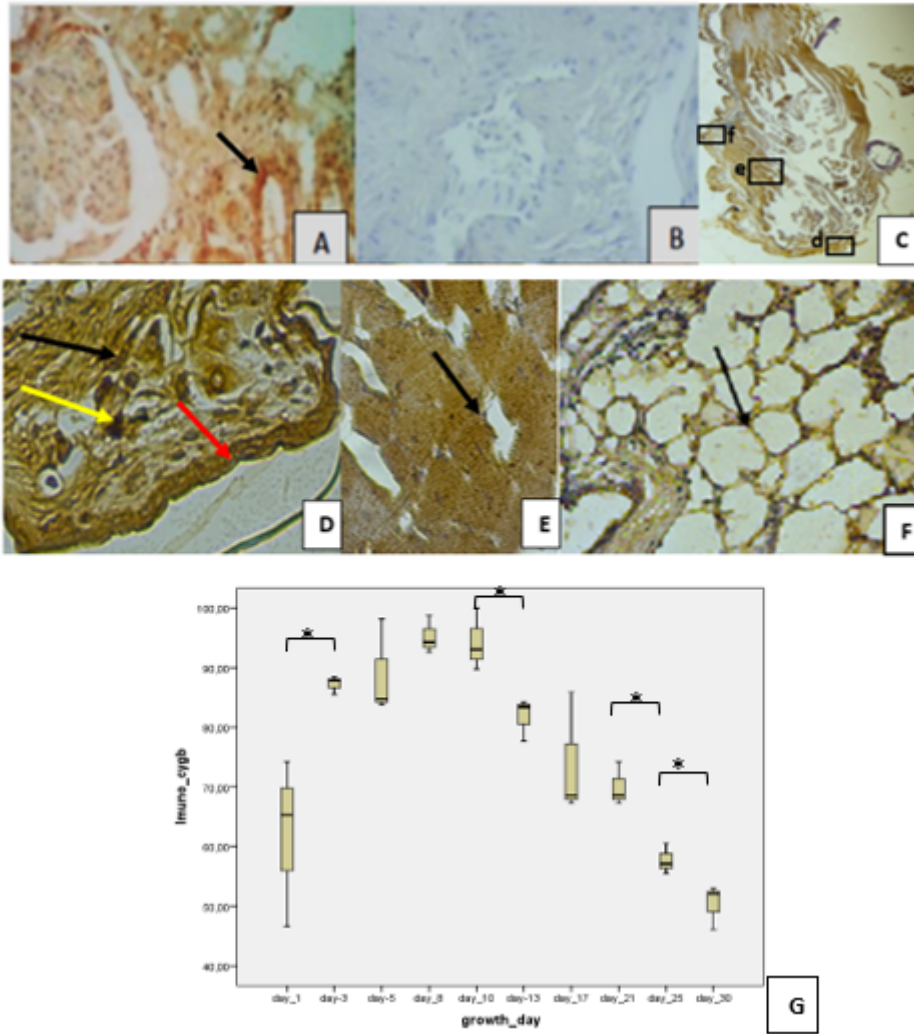 A
B
C
f
e
d
D
E
F
100,00
90,00
80,00
70,00
60,00
50,00
40,00
Imuno_cygb
day_1 day-3 day-5 day_8 day_10 day-13 day_17 day_21 day_25 day_30
growth_day
G